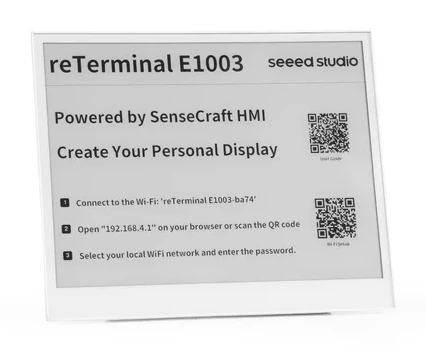 reTerminal E1003
seeed studio
Powered by SenseCraft HMI
Create Your Personal Display
User Guide
1 Connect to the Wi-Fi: 'reTerminal E1003-ba74'
2 Open "192.168.4.1" on your browser or scan the QR code
3 Select your local WiFi network and enter the password.
Wi-Fi Setup